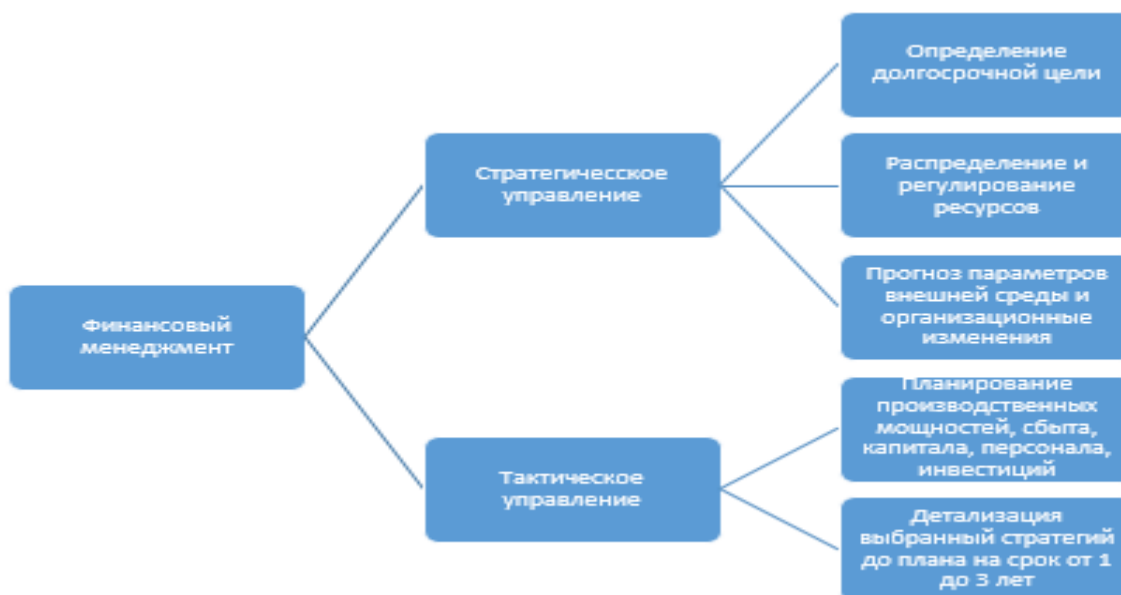 Финансовый
менеджмент
Стратегичесское
управление
Определение
долгосрочной цели
Распределение и
регулирование
ресурсов
Прогноз параметров
внешней среды и
организационные
изменения
Тактическое
управление
Планирование
производственных
мощностей, сбыта,
капитала, персонала,
инвестиций
Детализация
выбранный стратегий
до плана на срок от 1
до 3 лет